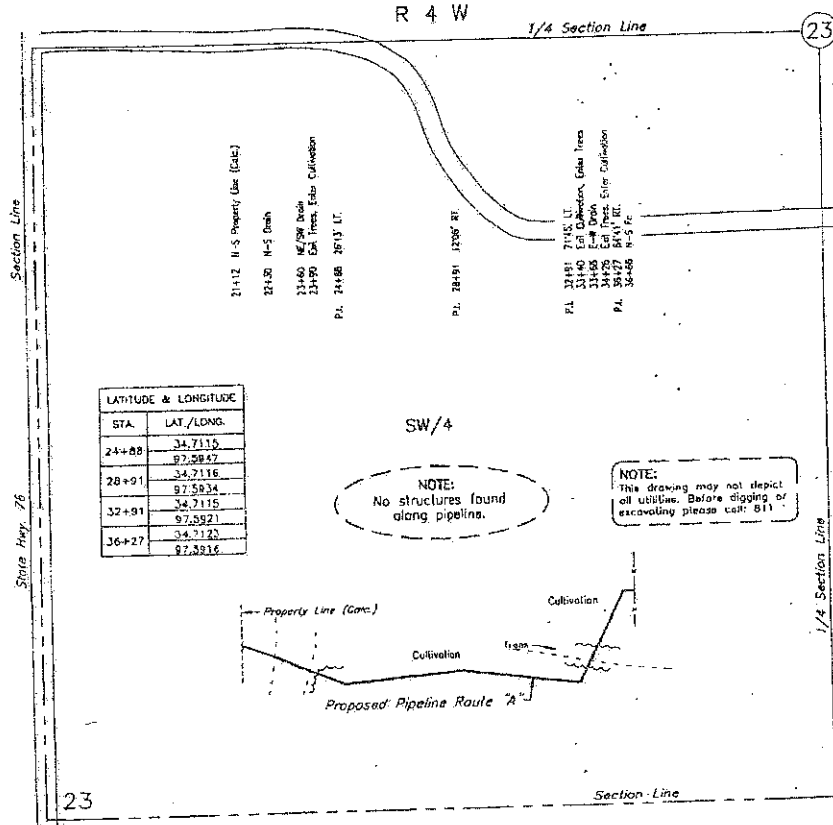 R 4 W
1/4 Section Line
23
Section Line
21+12 N-S Property Line (Calc.)
22+30 N-S Drain
23+60 NE/SW Drain
23+90 Exit Trees, Enter Cultivation
P.I. 24+88 26°13' LT.
P.I. 28+91 12°06' RT.
P.I. 32+91 71°45' LT.
33+40 Exit Cultivation, Enter Trees
33+65 E-W Drain
34+26 Exit Trees, Enter Cultivation
P.I. 36+27 64°41' RT.
36+66 N-S Fe.
LATITUDE & LONGITUDE
STA. LAT./LONG.
24+88 34.7115
97.5947
28+91 34.7116
97.5934
32+91 34.7115
97.5921
36+27 34.7123
97.5916
SW/4
NOTE:
No structures found
along pipeline.
NOTE:
This drawing may not depict
all utilities. Before digging or
excavating please call: 811
State Hwy. 76
1/4 Section Line
Property Line (Calc.)
Cultivation
Trees
Cultivation
Proposed Pipeline Route "A"
23
Section Line